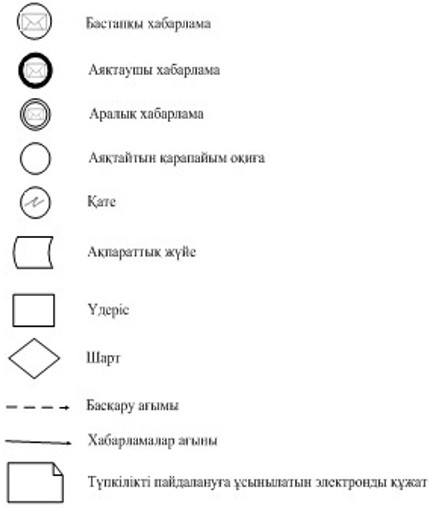 Бастапқы хабарлама
Аяқтаушы хабарлама
Аралық хабарлама
Аяқтайтын қарапайым оқиға
Қате
Ақпараттық жүйе
Үдеріс
Шарт
Басқару ағымы
Хабарламалар ағыны
Түпкілікті пайдалануға ұсынылатын электронды құжат